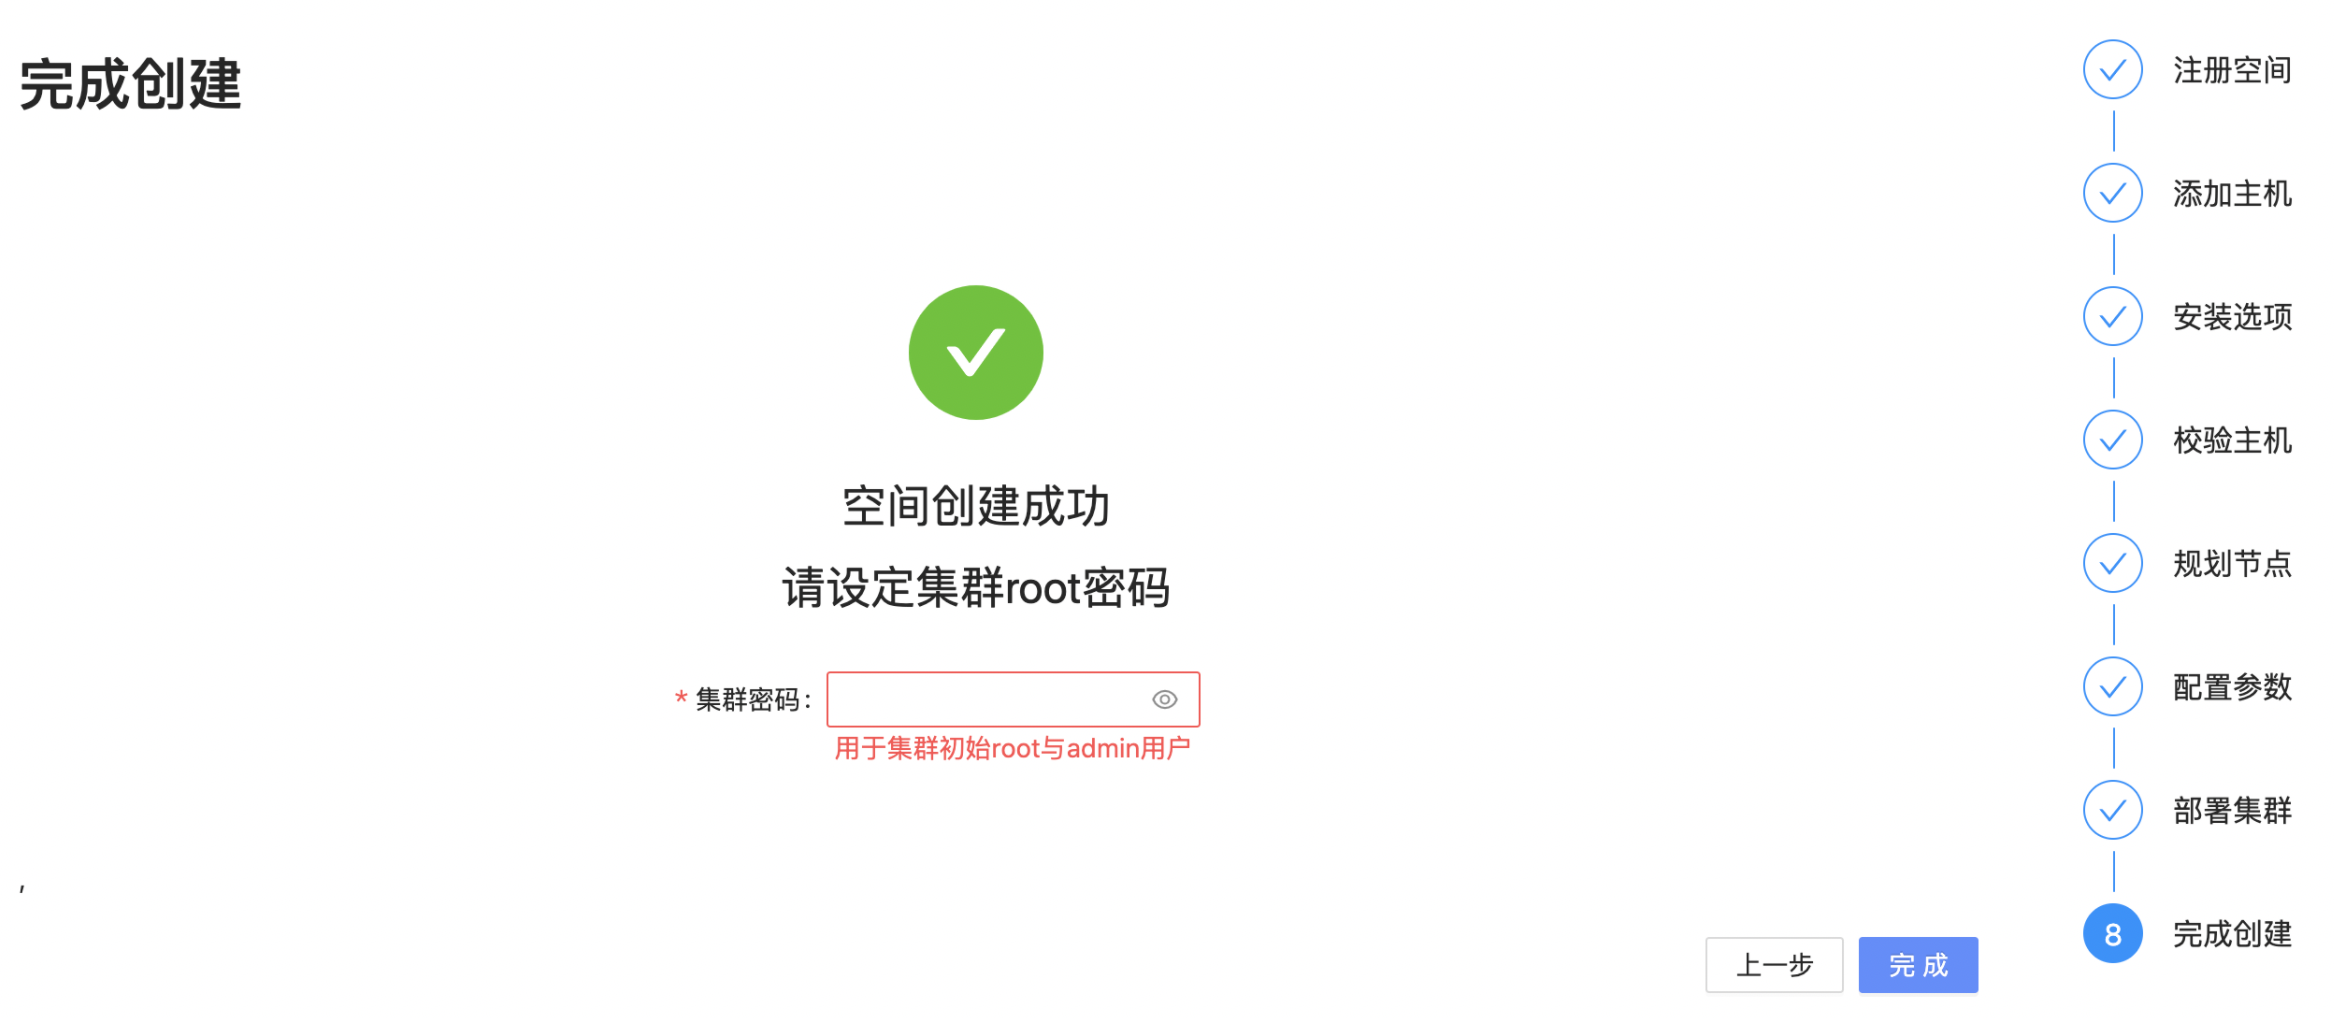 完成创建
空间创建成功
请设定集群root密码
* 集群密码：
用于集群初始root与admin用户
,
上一步
完成
注册空间
添加主机
安装选项
校验主机
规划节点
配置参数
部署集群
8 完成创建